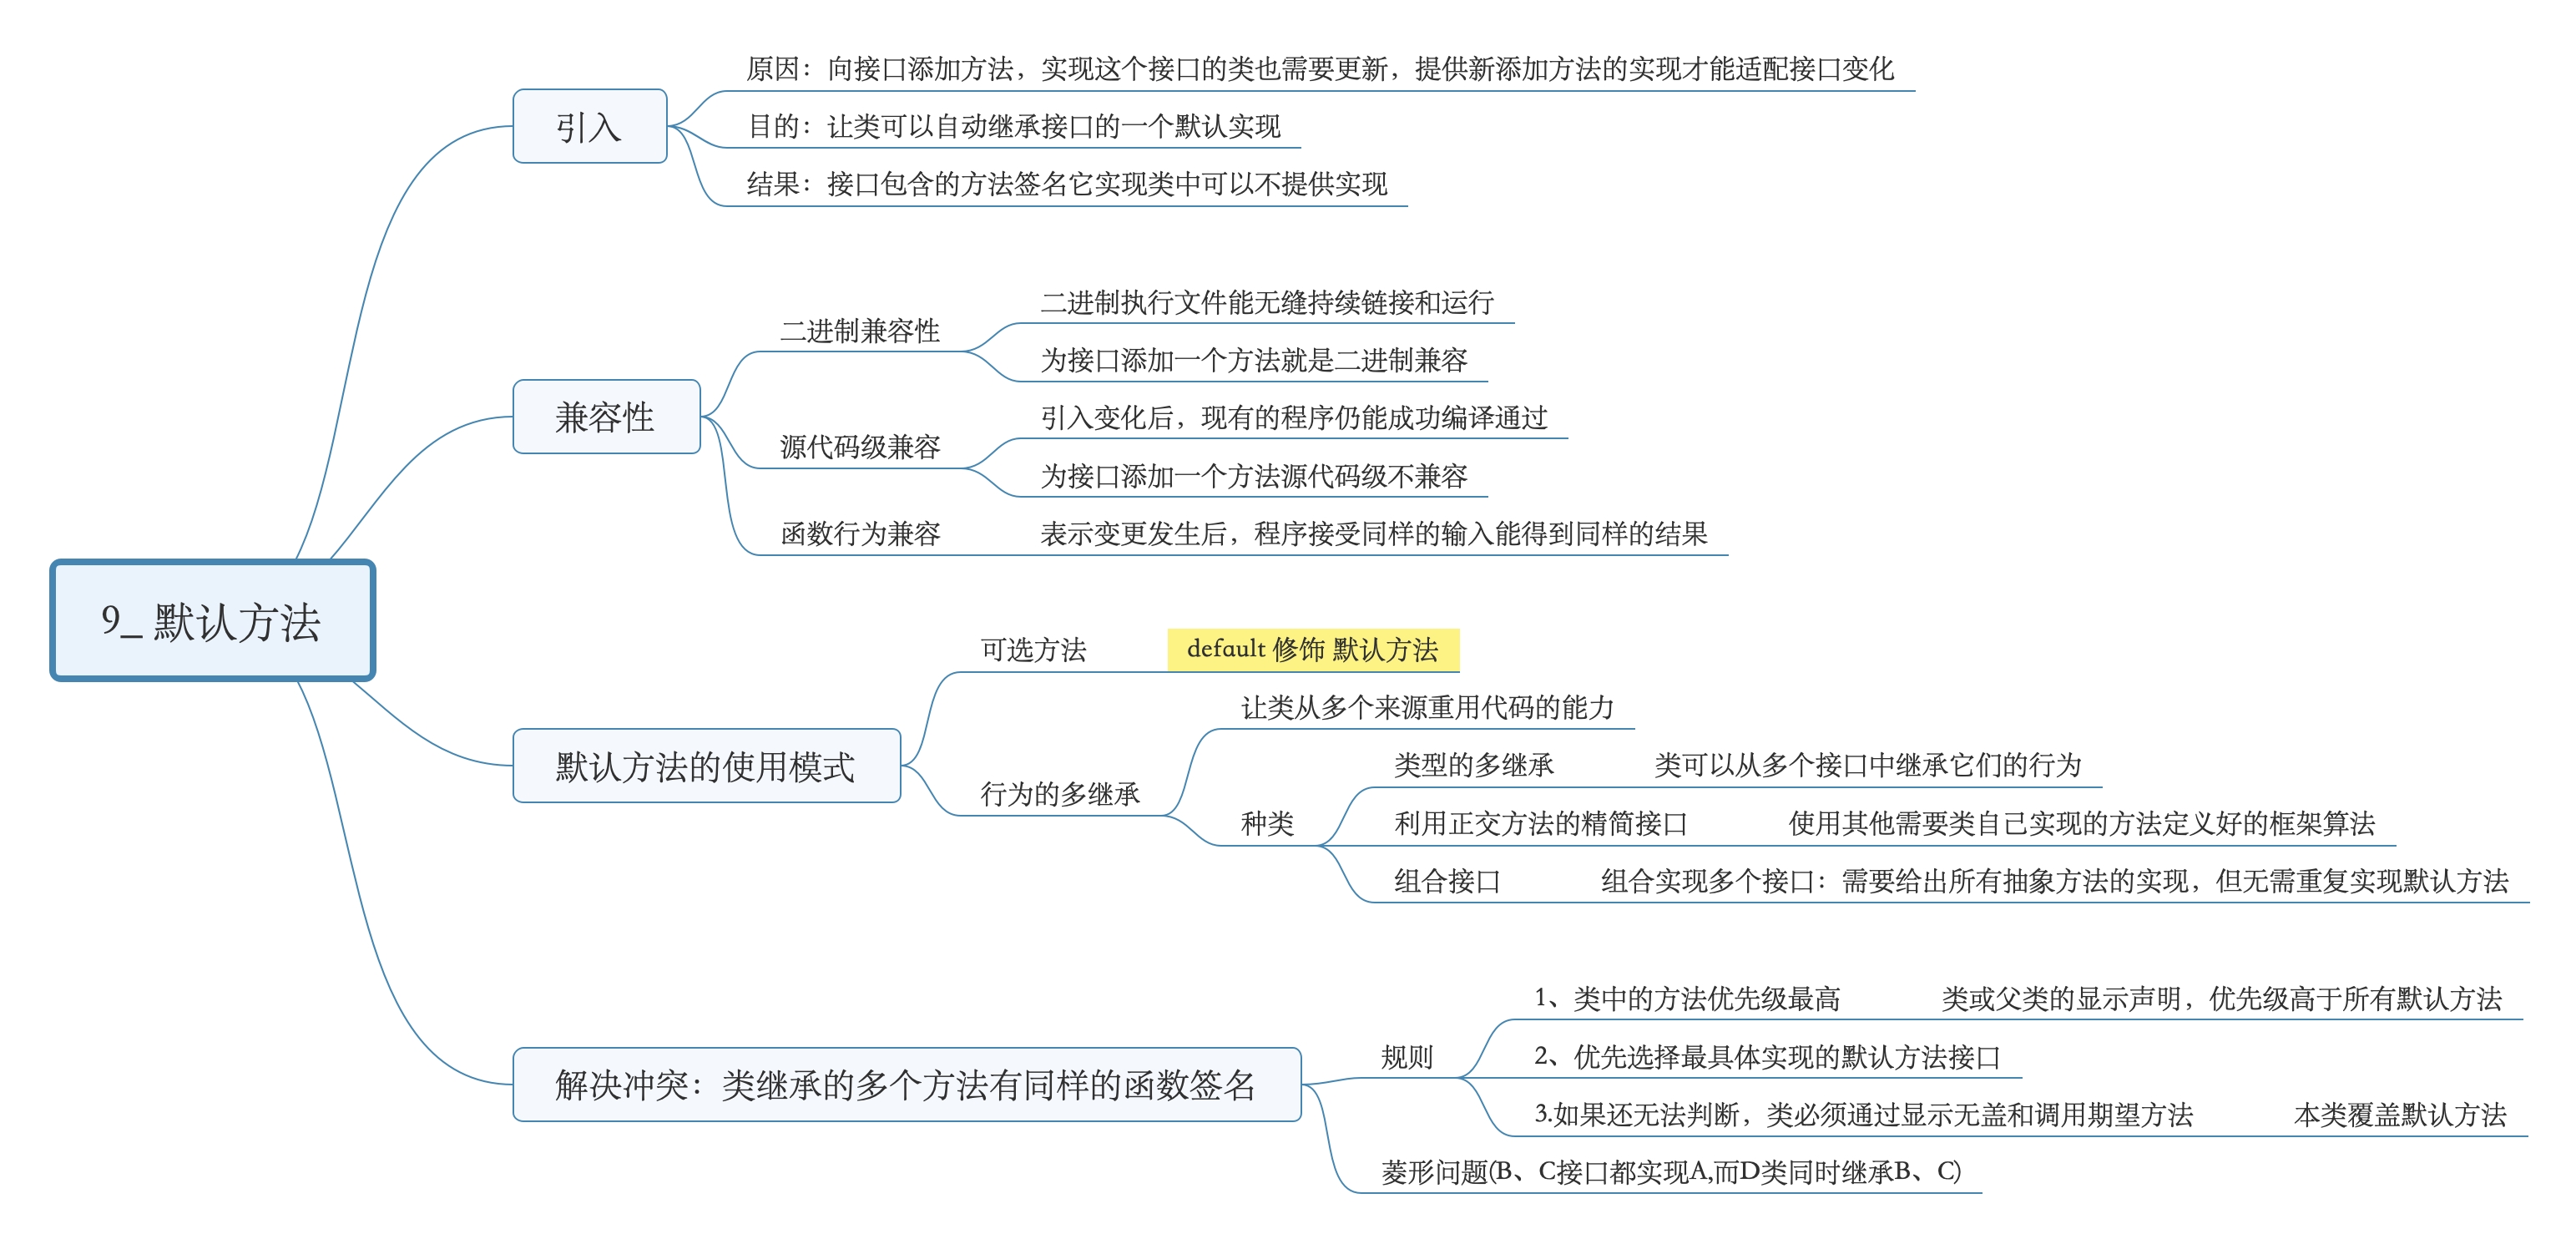 原因：向接口添加方法，实现这个接口的类也需要更新，提供新添加方法的实现才能适配接口变化
引入
目的：让类可以自动继承接口的一个默认实现
结果：接口包含的方法签名它实现类中可以不提供实现
二进制兼容性
二进制执行文件能无缝持续链接和运行
为接口添加一个方法就是二进制兼容
兼容性
源代码级兼容
引入变化后，现有的程序仍能成功编译通过
为接口添加一个方法源代码级不兼容
函数行为兼容
表示变更发生后，程序接受同样的输入能得到同样的结果
9_ 默认方法
默认方法的使用模式
可选方法
default 修饰 默认方法
行为的多继承
让类从多个来源重用代码的能力
种类
类型的多继承
类可以从多个接口中继承它们的行为
利用正交方法的精简接口
使用其他需要类自己实现的方法定义好的框架算法
组合接口
组合实现多个接口：需要给出所有抽象方法的实现，但无需重复实现默认方法
解决冲突：类继承的多个方法有同样的函数签名
规则
1、类中的方法优先级最高
类或父类的显示声明，优先级高于所有默认方法
2、优先选择最具体实现的默认方法接口
3.如果还无法判断，类必须通过显示无盖和调用期望方法
本类覆盖默认方法
菱形问题(B、C接口都实现A,而D类同时继承B、C)